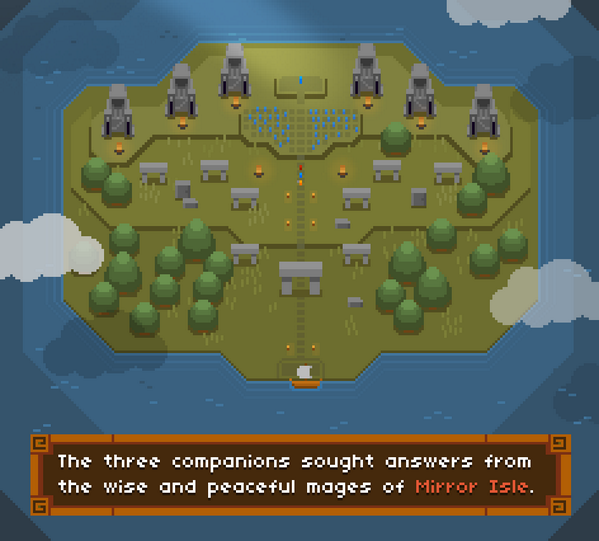 The three companions sought answers from
the wise and peaceful mages of Mirror Isle.